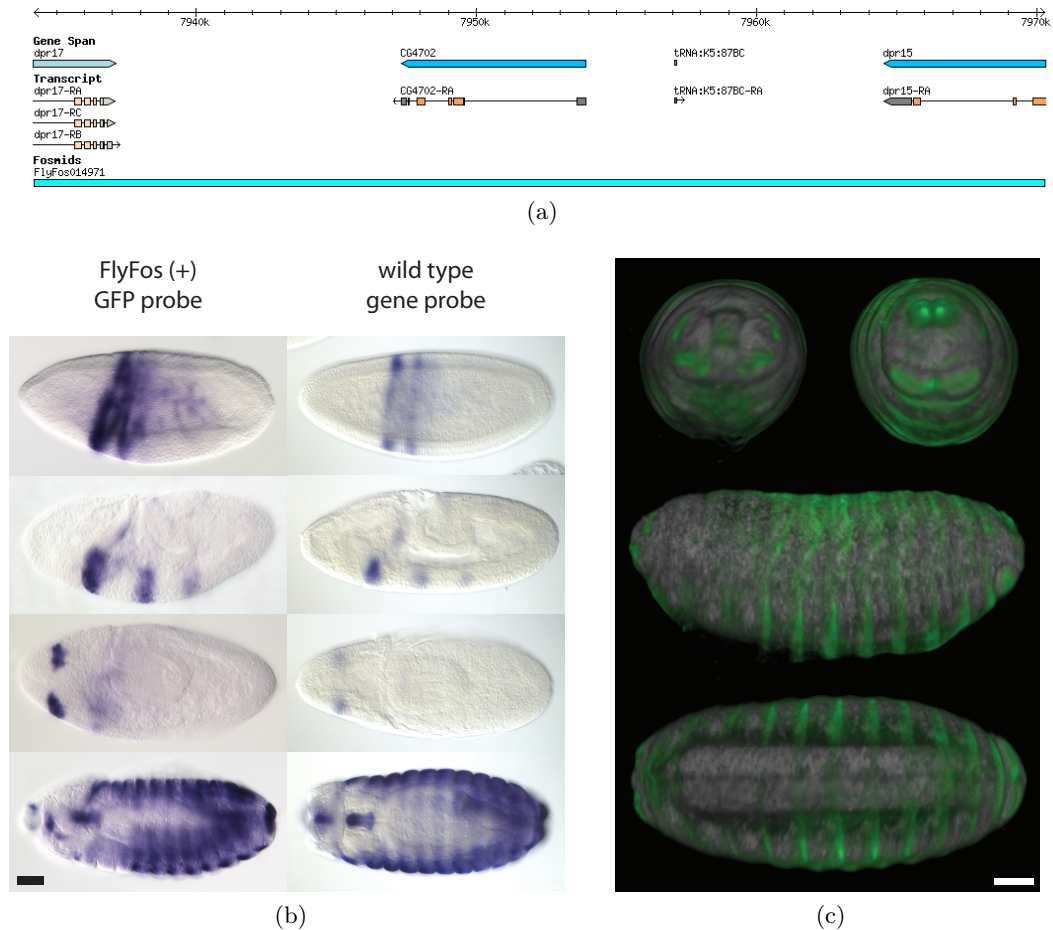 7940k 7950k 7960k 7970k
Gene Span
dpr17 CG4702 tRNA:K5:87BC dpr15
Transcript
dpr17-RA CG4702-RA tRNA:K5:87BC-RA dpr15-RA
dpr17-RC
dpr17-RB
Fosmids
FlyFos014971
(a)
FlyFos (+) wild type
GFP probe gene probe
(b) (c)